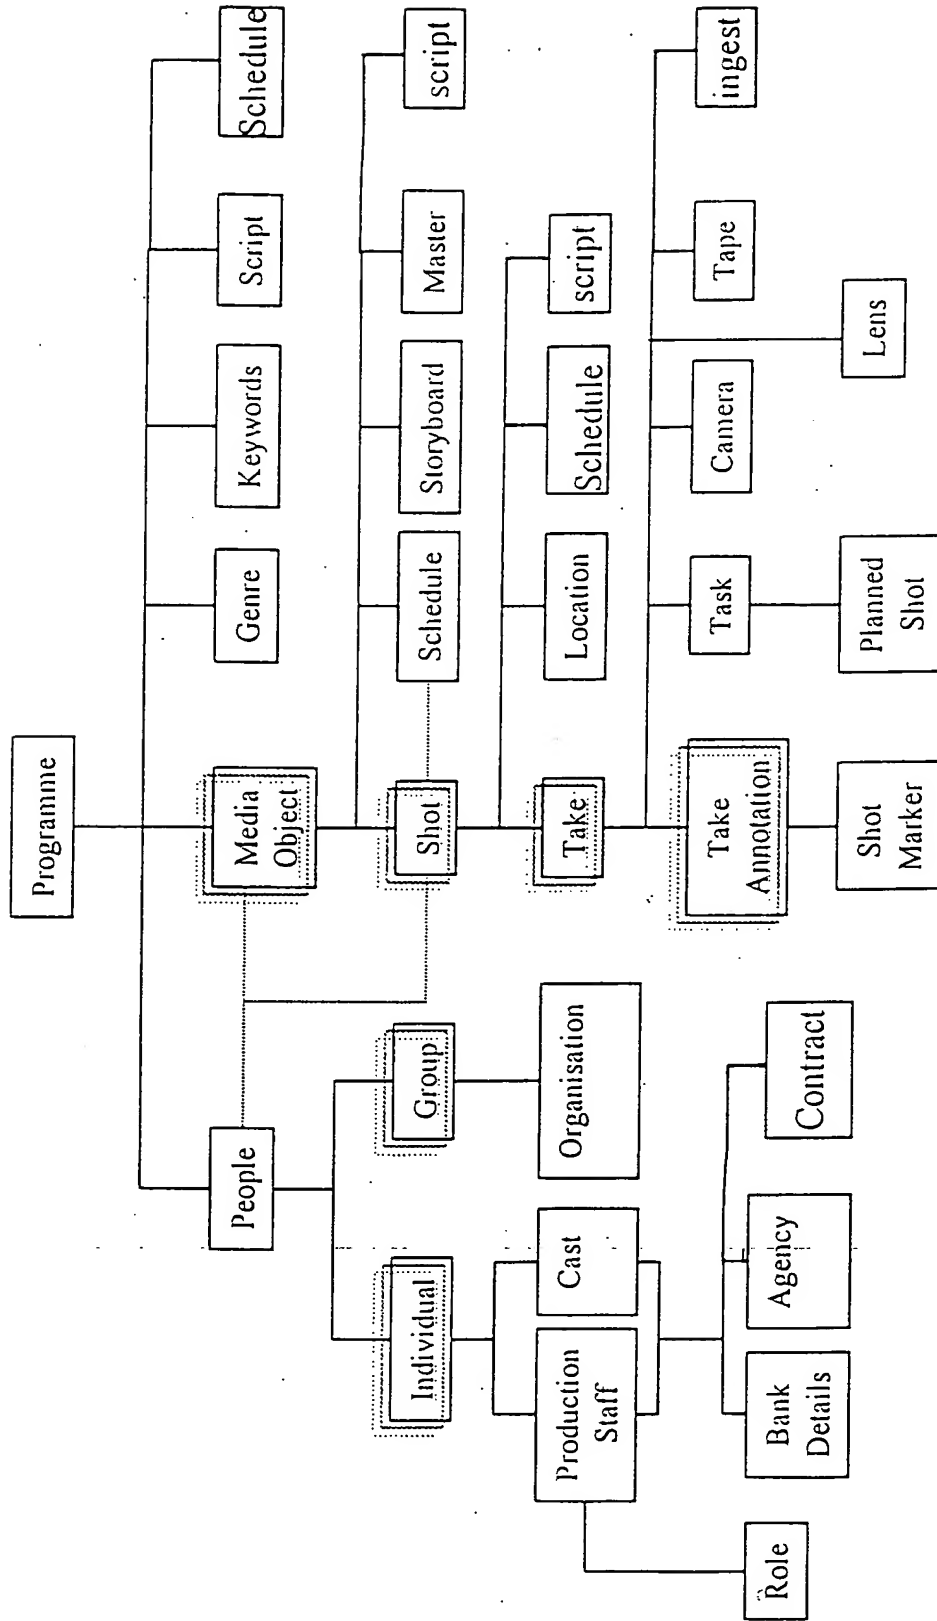 Programme
People
Media
Object
Genre
Keywords
Script
Schedule
Individual
Group
Shot
Schedule
Storyboard
Master
script
Production
Staff
Cast
Organisation
Take
Location
Schedule
script
Take
Annotation
Task
Camera
Tape
ingest
Role
Bank
Details
Agency
Contract
Shot
Marker
Planned
Shot
Lens